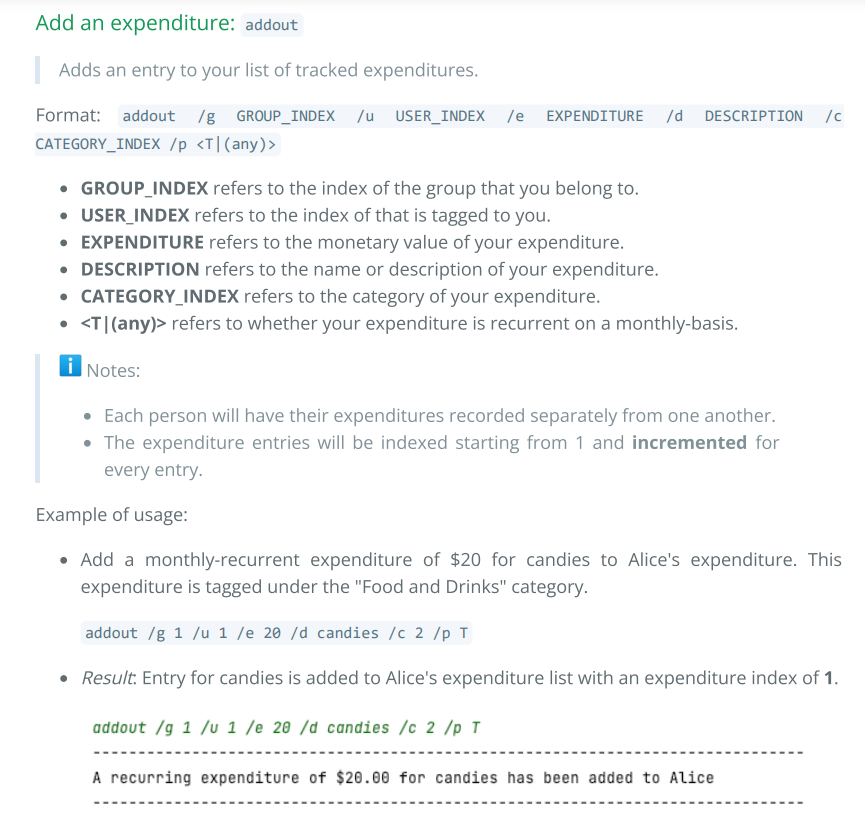 Add an expenditure: addout
Adds an entry to your list of tracked expenditures.
Format: addout /g GROUP_INDEX /u USER_INDEX /e EXPENDITURE /d DESCRIPTION /c
CATEGORY_INDEX /p <T|(any)>
• GROUP_INDEX refers to the index of the group that you belong to.
• USER_INDEX refers to the index of that is tagged to you.
• EXPENDITURE refers to the monetary value of your expenditure.
• DESCRIPTION refers to the name or description of your expenditure.
• CATEGORY_INDEX refers to the category of your expenditure.
• <T|(any)> refers to whether your expenditure is recurrent on a monthly-basis.
i Notes:
• Each person will have their expenditures recorded separately from one another.
• The expenditure entries will be indexed starting from 1 and incremented for
every entry.
Example of usage:
• Add a monthly-recurrent expenditure of $20 for candies to Alice's expenditure. This
expenditure is tagged under the "Food and Drinks" category.
addout /g 1 /u 1 /e 20 /d candies /c 2 /p T
• Result: Entry for candies is added to Alice's expenditure list with an expenditure index of 1.
addout /g 1 /u 1 /e 20 /d candies /c 2 /p T
--------------------------------------------------------------------------------
A recurring expenditure of $20.00 for candies has been added to Alice
--------------------------------------------------------------------------------